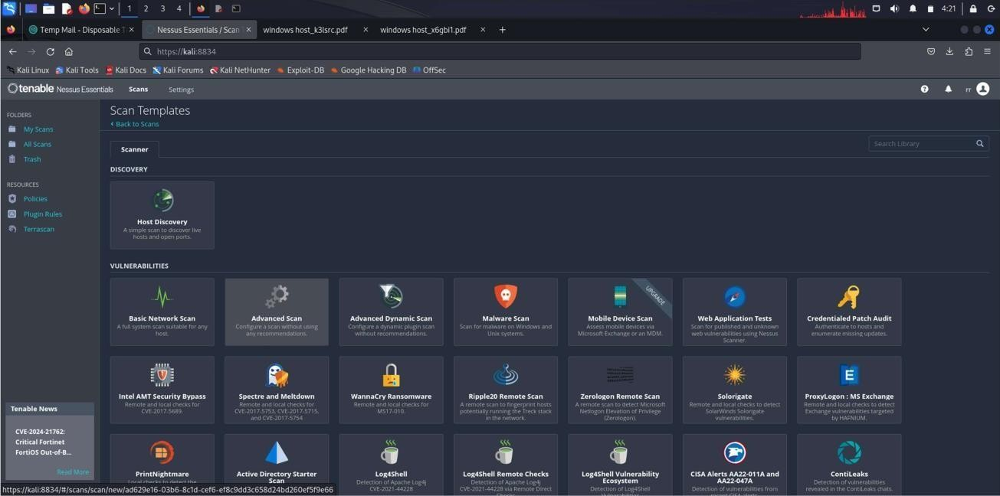 1 2 3 4 4:21
Temp Mail - Disposable T × Nessus Essentials / Scan T × windows host_k3lsrc.pdf × windows host_x6gbi1.pdf × +
https://kali:8834
Kali Linux Kali Tools Kali Docs Kali Forums Kali NetHunter Exploit-DB Google Hacking DB OffSec
tenable Nessus Essentials Scans Settings rr
FOLDERS
My Scans
All Scans
Trash
RESOURCES
Policies
Plugin Rules
Terrascan
Tenable News
CVE-2024-21762:
Critical Fortinet
FortiOS Out-of-B...
Read More
Scan Templates
Back to Scans
Scanner
Search Library
DISCOVERY
Host Discovery
A simple scan to discover live
hosts and open ports.
VULNERABILITIES
Basic Network Scan
A full system scan suitable for any
host.
Advanced Scan
Configure a scan without using
any recommendations.
Advanced Dynamic Scan
Configure a dynamic plugin scan
without recommendations.
Malware Scan
Scan for malware on Windows and
Unix systems.
UPGRADE
Mobile Device Scan
Assess mobile devices via
Microsoft Exchange or an MDM.
Web Application Tests
Scan for published and unknown
web vulnerabilities using Nessus
Scanner.
Credentialed Patch Audit
Authenticate to hosts and
enumerate missing updates.
Intel AMT Security Bypass
Remote and local checks for
CVE-2017-5689.
Spectre and Meltdown
Remote and local checks for
CVE-2017-5753, CVE-2017-5715,
and CVE-2017-5754
WannaCry Ransomware
Remote and local checks for
MS17-010.
Ripple20 Remote Scan
A remote scan to fingerprint hosts
potentially running the Treck stack
in the network.
Zerologon Remote Scan
A remote scan to detect Microsoft
Netlogon Elevation of Privilege
(Zerologon).
Solorigate
Remote and local checks to detect
SolarWinds Solorigate
vulnerabilities.
E
ProxyLogon : MS Exchange
Remote and local checks to detect
Exchange vulnerabilities targeted
by HAFNIUM.
PrintNightmare
Local checks to detect the
Active Directory Starter
Scan
Log4Shell
Detection of Apache Log4j
CVE-2021-44228
Log4Shell Remote Checks
Detection of Apache Log4j
CVE-2021-44228 via Remote Direct
Checks
Log4Shell Vulnerability
Ecosystem
Detection of Log4Shell
Vulnerabilities
CISA Alerts AA22-011A and
AA22-047A
Detection of vulnerabilities from
recent CISA alerts.
ContiLeaks
Detection of vulnerabilities
revealed in the ContiLeaks chats.
https://kali:8834/#/scans/scan/new/ad629e16-03b6-8c1d-cef6-ef8c9dd3c658d24bd260ef5f9e66